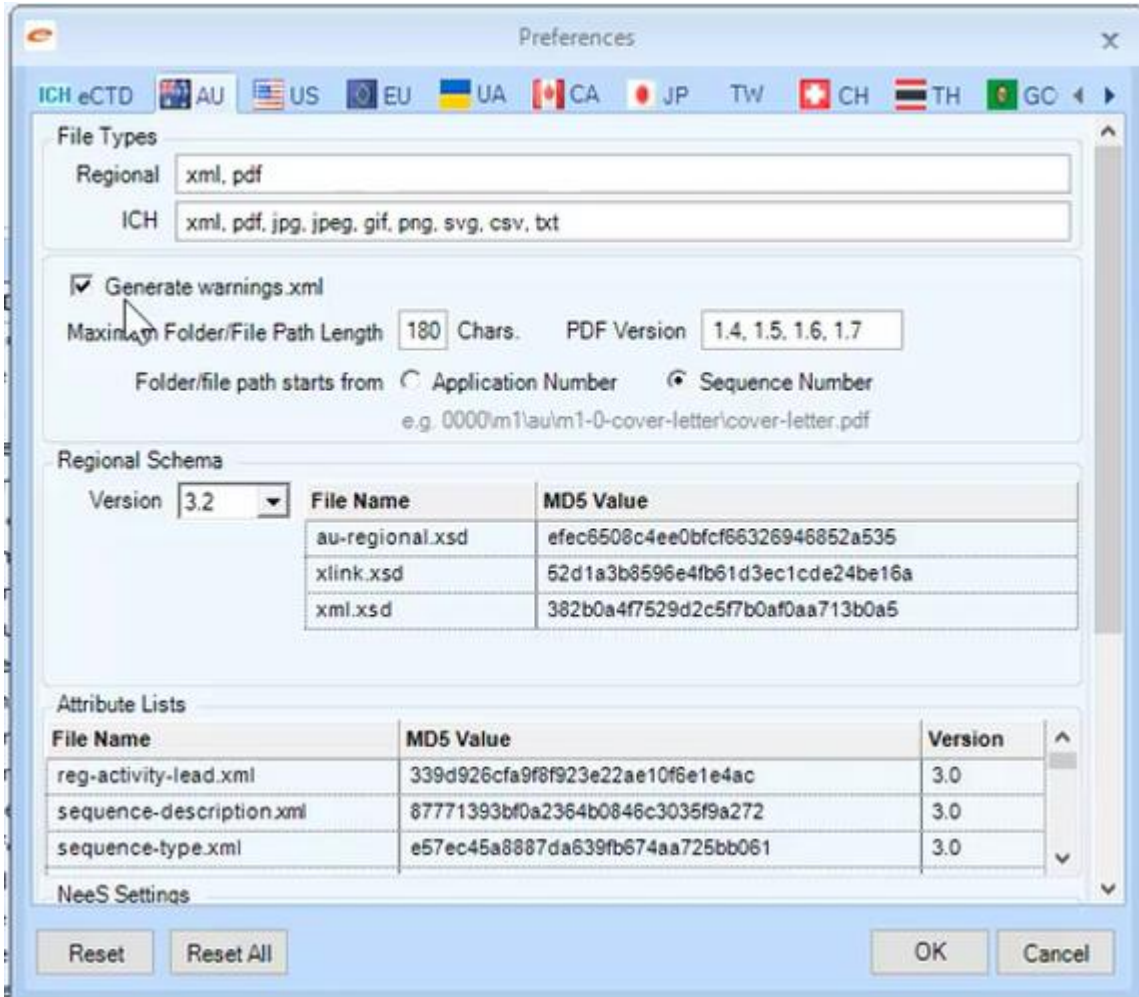 Preferences
ICH eCTD AU US EU UA CA JP TW CH TH GC
File Types
Regional xml, pdf
ICH xml, pdf, jpg, jpeg, gif, png, svg, csv, txt
Generate warnings.xml
Maximum Folder/File Path Length 180 Chars. PDF Version 1.4, 1.5, 1.6, 1.7
Folder/file path starts from Application Number Sequence Number
e.g. 0000\m1\au\m1-0-cover-letter\cover-letter.pdf
Regional Schema
Version 3.2 File Name MD5 Value
au-regional.xsd efec6508c4ee0bfcf66326946852a535
xlink.xsd 52d1a3b8596e4fb61d3ec1cde24be16a
xml.xsd 382b0a4f7529d2c5f7b0af0aa713b0a5
Attribute Lists
File Name MD5 Value Version
reg-activity-lead.xml 339d926cfa9f8f923e22ae10f6e1e4ac 3.0
sequence-description.xml 87771393bf0a2364b0846c3035f9a272 3.0
sequence-type.xml e57ec45a8887da639fb674aa725bb061 3.0
NeeS Settings
Reset Reset All OK Cancel